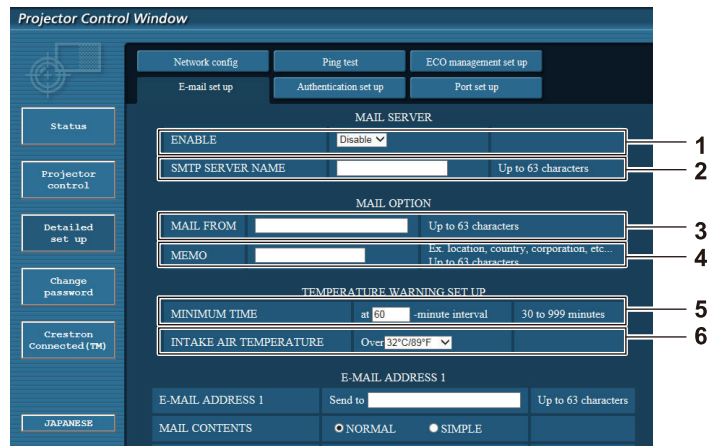 Projector Control Window
Network config
Ping test
ECO management set up
E-mail set up
Authentication set up
Port set up
Status
Projector
control
Detailed
set up
Change
password
Crestron
Connected(TM)
JAPANESE
MAIL SERVER
ENABLE Disable 1
SMTP SERVER NAME Up to 63 characters 2
MAIL OPTION
MAIL FROM Up to 63 characters 3
MEMO Ex. location, country, corporation, etc...
Up to 63 characters 4
TEMPERATURE WARNING SET UP
MINIMUM TIME at 60 -minute interval 30 to 999 minutes 5
INTAKE AIR TEMPERATURE Over 32°C/89°F 6
E-MAIL ADDRESS 1
E-MAIL ADDRESS 1 Send to Up to 63 characters
MAIL CONTENTS NORMAL SIMPLE